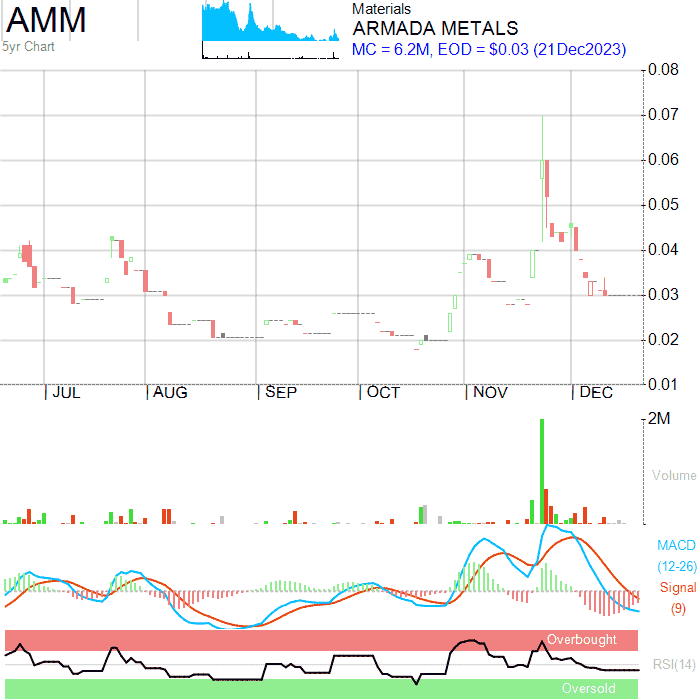 AMM
5yr Chart
Materials
ARMADA METALS
MC = 6.2M, EOD = $0.03 (21Dec2023)
0.08
0.07
0.06
0.05
0.04
0.03
0.02
0.01
JUL AUG SEP OCT NOV DEC
2M
Volume
MACD
(12-26)
Signal
(9)
Overbought
RSI(14)
Oversold